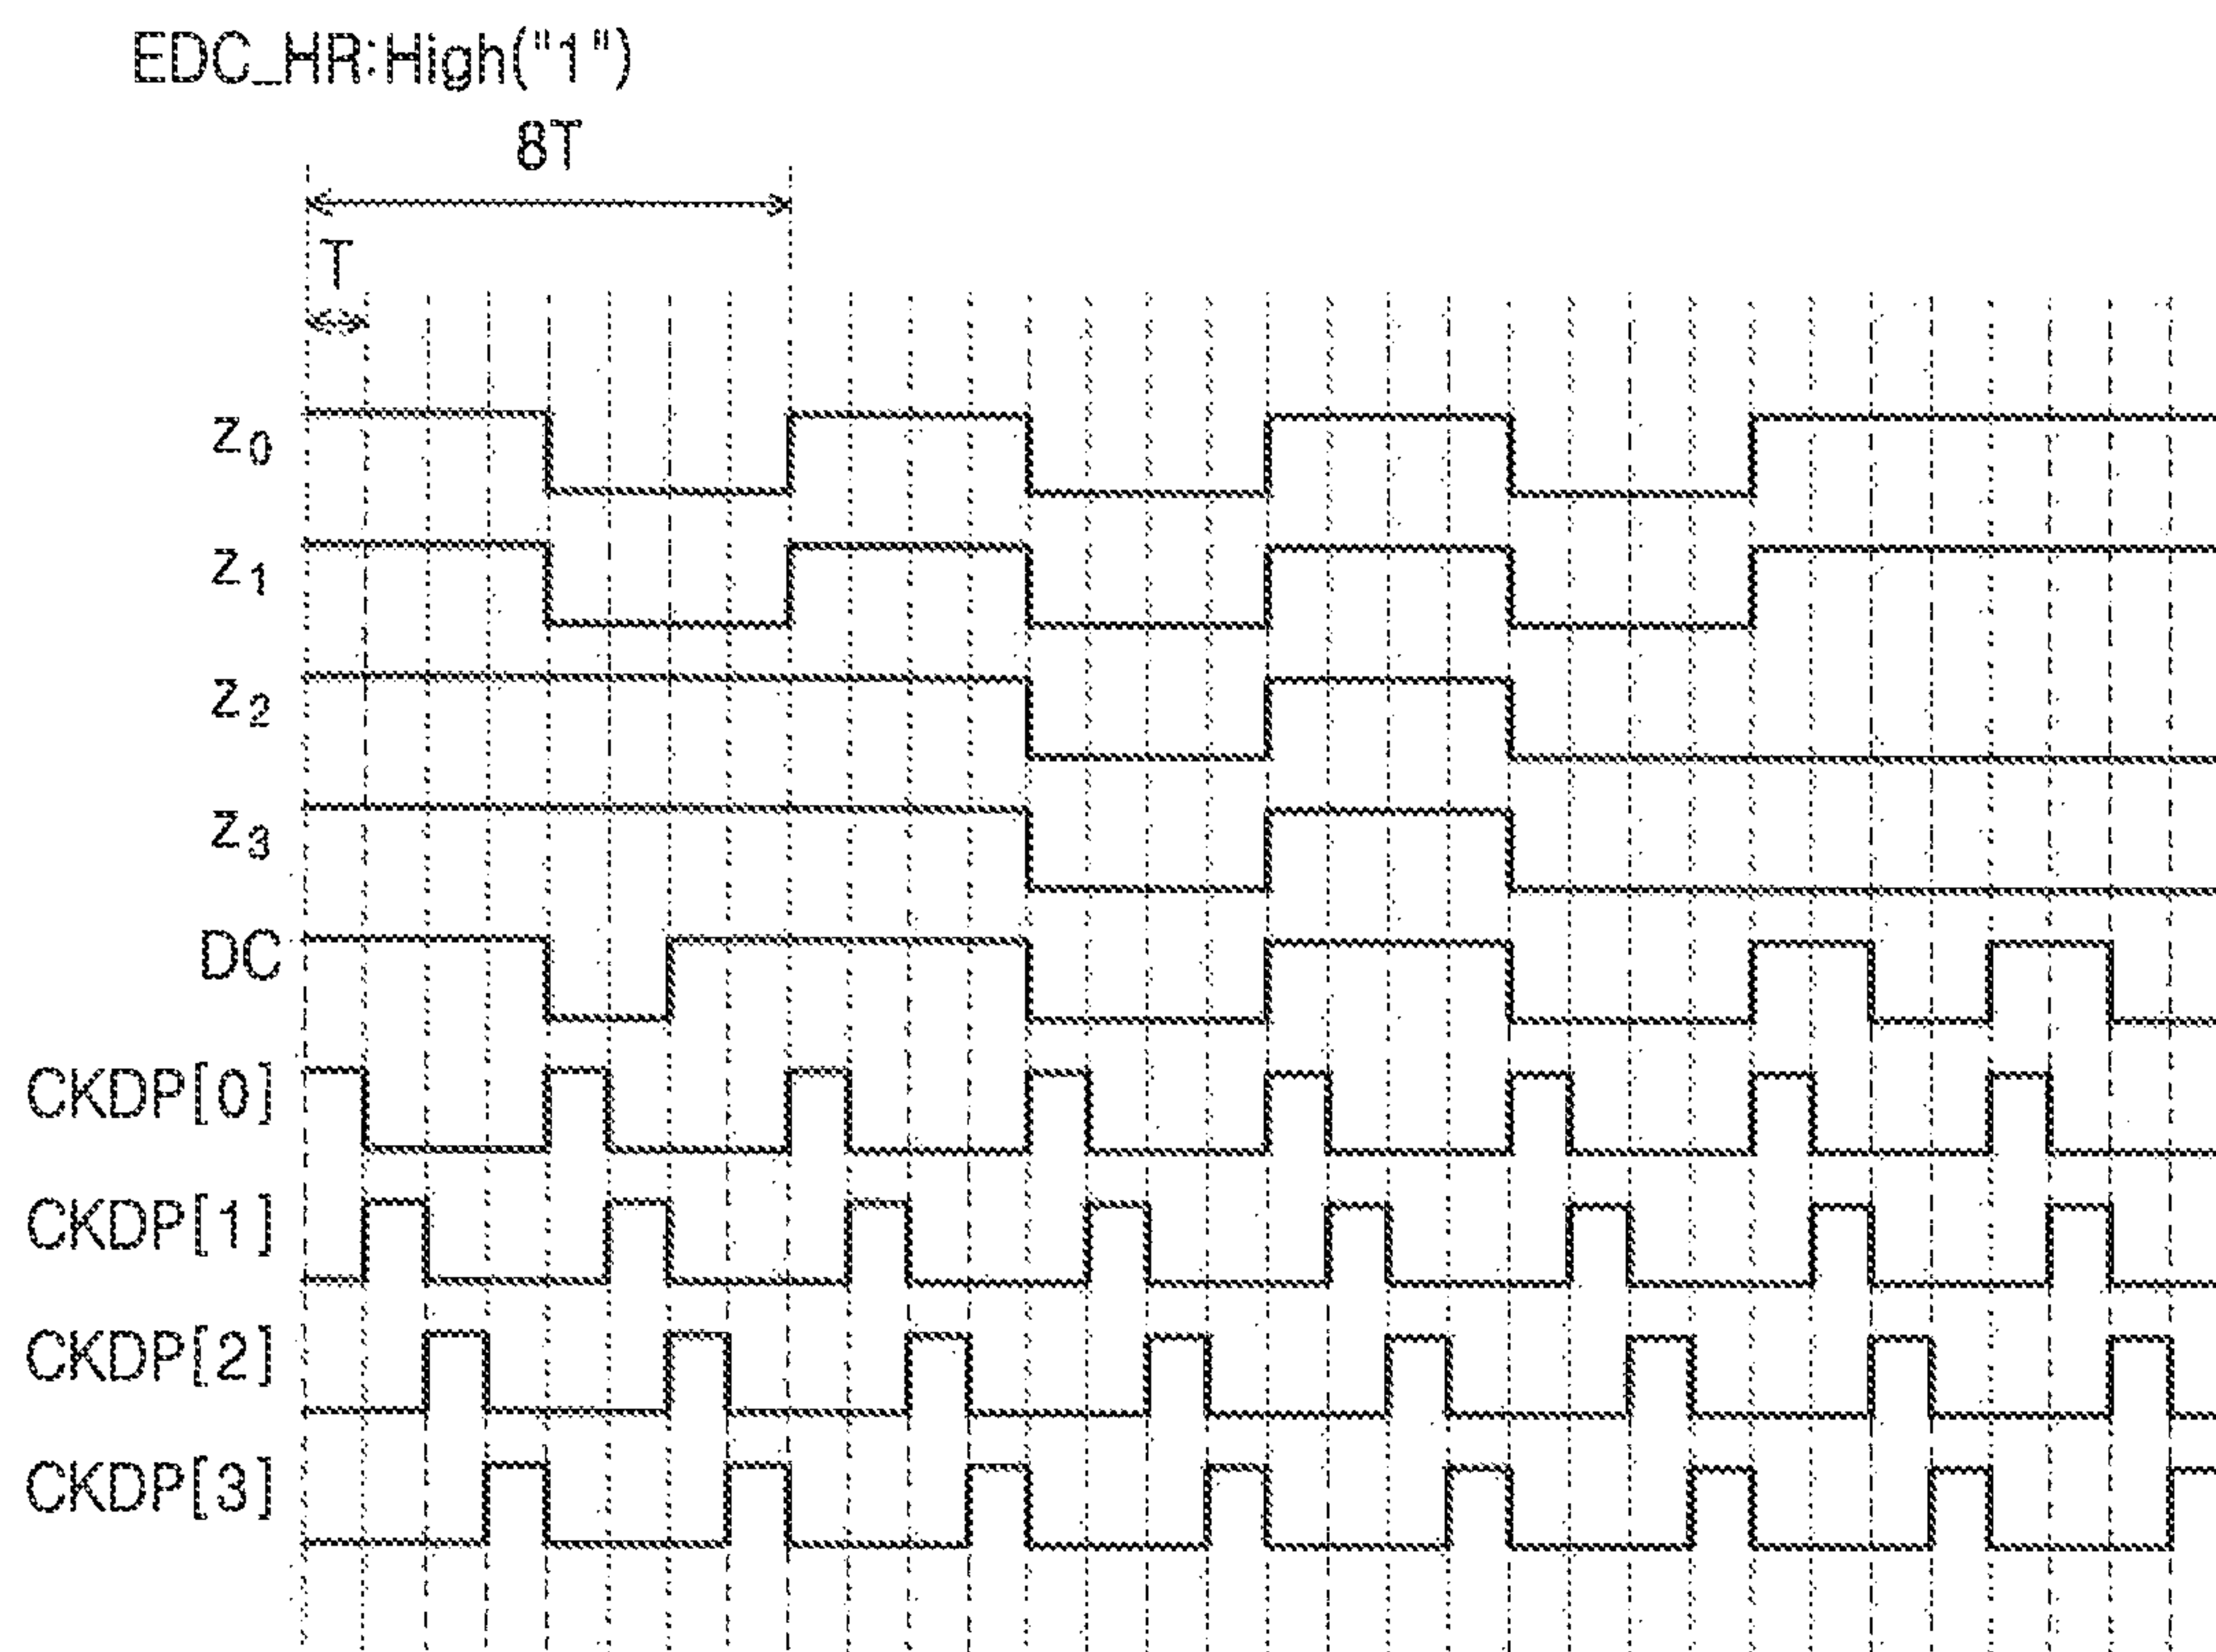 EDC_HR:High("1")
8T
T
z0
z1
z2
z3
DC
CKDP[0]
CKDP[1]
CKDP[2]
CKDP[3]